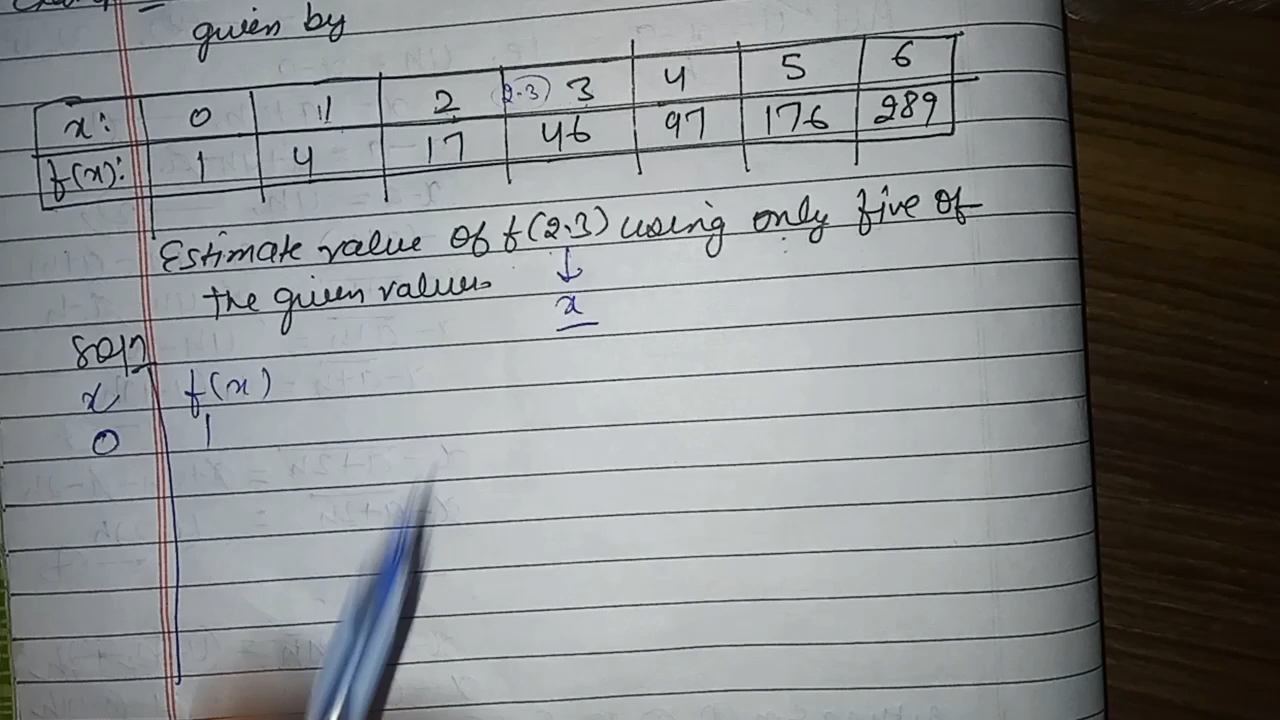 given by
x: 0 1 2 (2.3) 3 4 5 6
f(x): 1 4 17 46 97 176 289
Estimate value of f(2.3) using only five of
the given values.
x
Soln
x f(x)
0 1